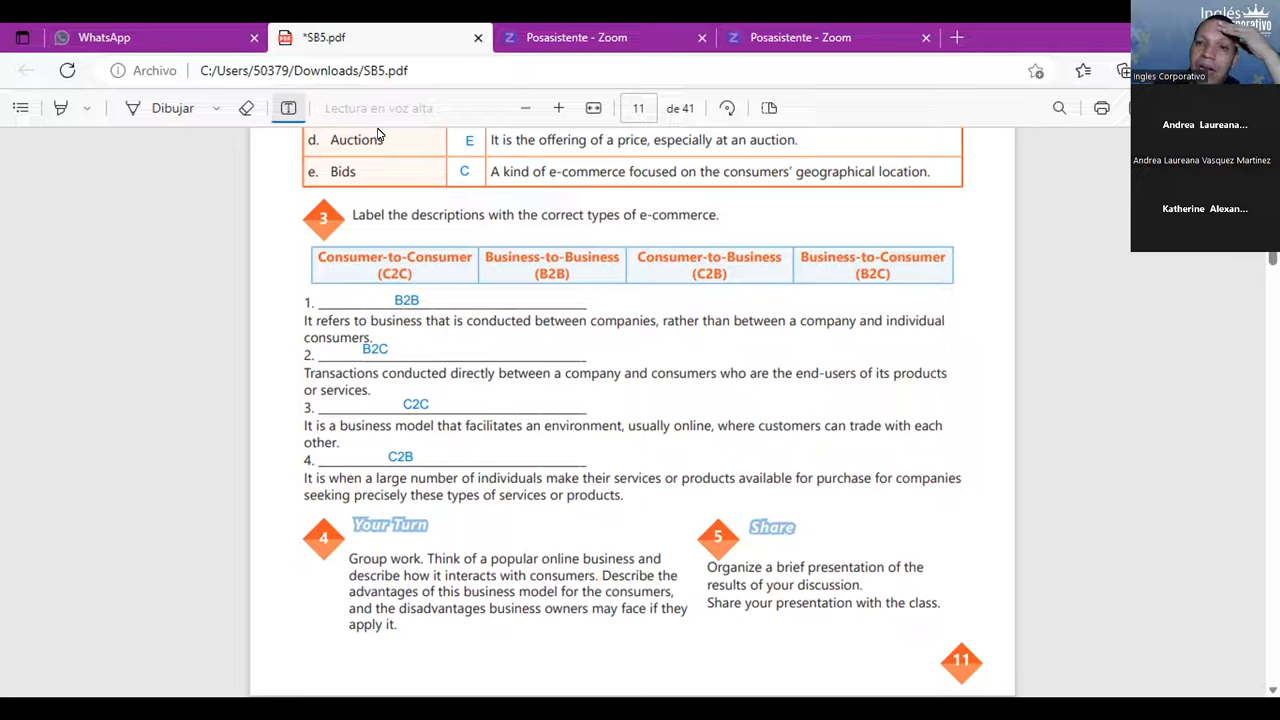 WhatsApp
*SB5.pdf
Posasistente - Zoom
Posasistente - Zoom
Archivo
C:/Users/50379/Downloads/SB5.pdf
Dibujar
Lectura en voz alta
11
de 41
Inglés
Corporativo
Ingles Corporativo
Andrea Laureana...
Andrea Laureana Vasquez Martinez
Katherine Alexan...
d. Auctions E It is the offering of a price, especially at an auction.
e. Bids C A kind of e-commerce focused on the consumers' geographical location.
3 Label the descriptions with the correct types of e-commerce.
Consumer-to-Consumer Business-to-Business Consumer-to-Business Business-to-Consumer
(C2C) (B2B) (C2B) (B2C)
1. B2B
It refers to business that is conducted between companies, rather than between a company and individual
consumers.
2. B2C
Transactions conducted directly between a company and consumers who are the end-users of its products
or services.
3. C2C
It is a business model that facilitates an environment, usually online, where customers can trade with each
other.
4. C2B
It is when a large number of individuals make their services or products available for purchase for companies
seeking precisely these types of services or products.
4 Your Turn
Group work. Think of a popular online business and
describe how it interacts with consumers. Describe the
advantages of this business model for the consumers,
and the disadvantages business owners may face if they
apply it.
5 Share
Organize a brief presentation of the
results of your discussion.
Share your presentation with the class.
11